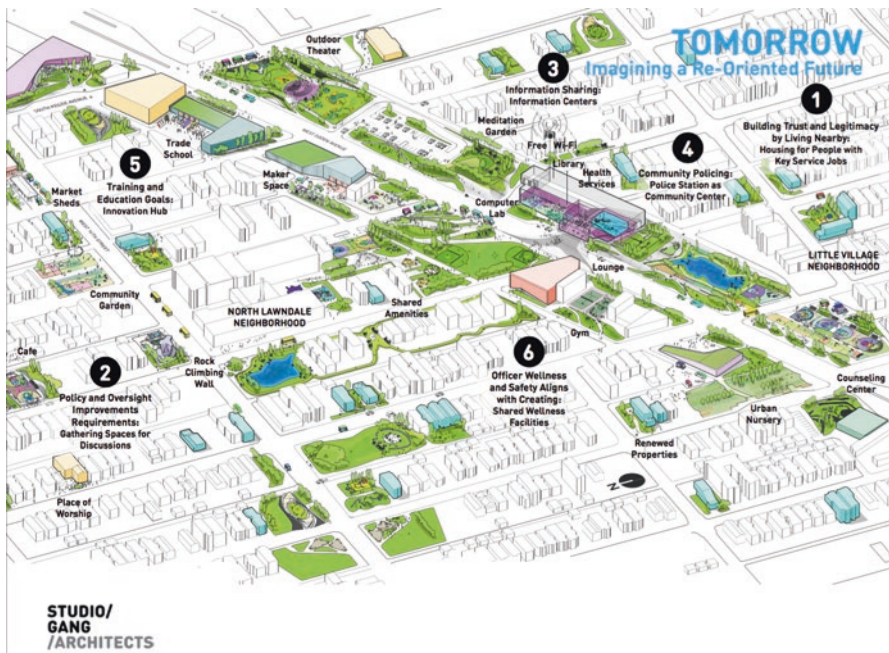 TOMORROW
Imagining a Re-Oriented Future
Outdoor
Theater
3
Information Sharing:
Information Centers
1
Building Trust and Legitimacy
by Living Nearby:
Housing for People with
Key Service Jobs
Meditation
Garden
Free Wi-Fi
Library
Health
Services
4
Community Policing:
Police Station as
Community Center
Trade
School
5
Training and
Education Goals:
Innovation Hub
Maker
Space
Market
Sheds
Computer
Lab
Lounge
LITTLE VILLAGE
NEIGHBORHOOD
Community
Garden
NORTH LAWNDALE
NEIGHBORHOOD
Shared
Amenities
Gym
Cafe
2
Policy and Oversight
Improvements
Requirements:
Gathering Spaces for
Discussions
Rock
Climbing
Wall
6
Officer Wellness
and Safety Aligns
with Creating:
Shared Wellness
Facilities
Counseling
Center
Urban
Nursery
Renewed
Properties
Place of
Worship
N
STUDIO/
GANG
/ARCHITECTS